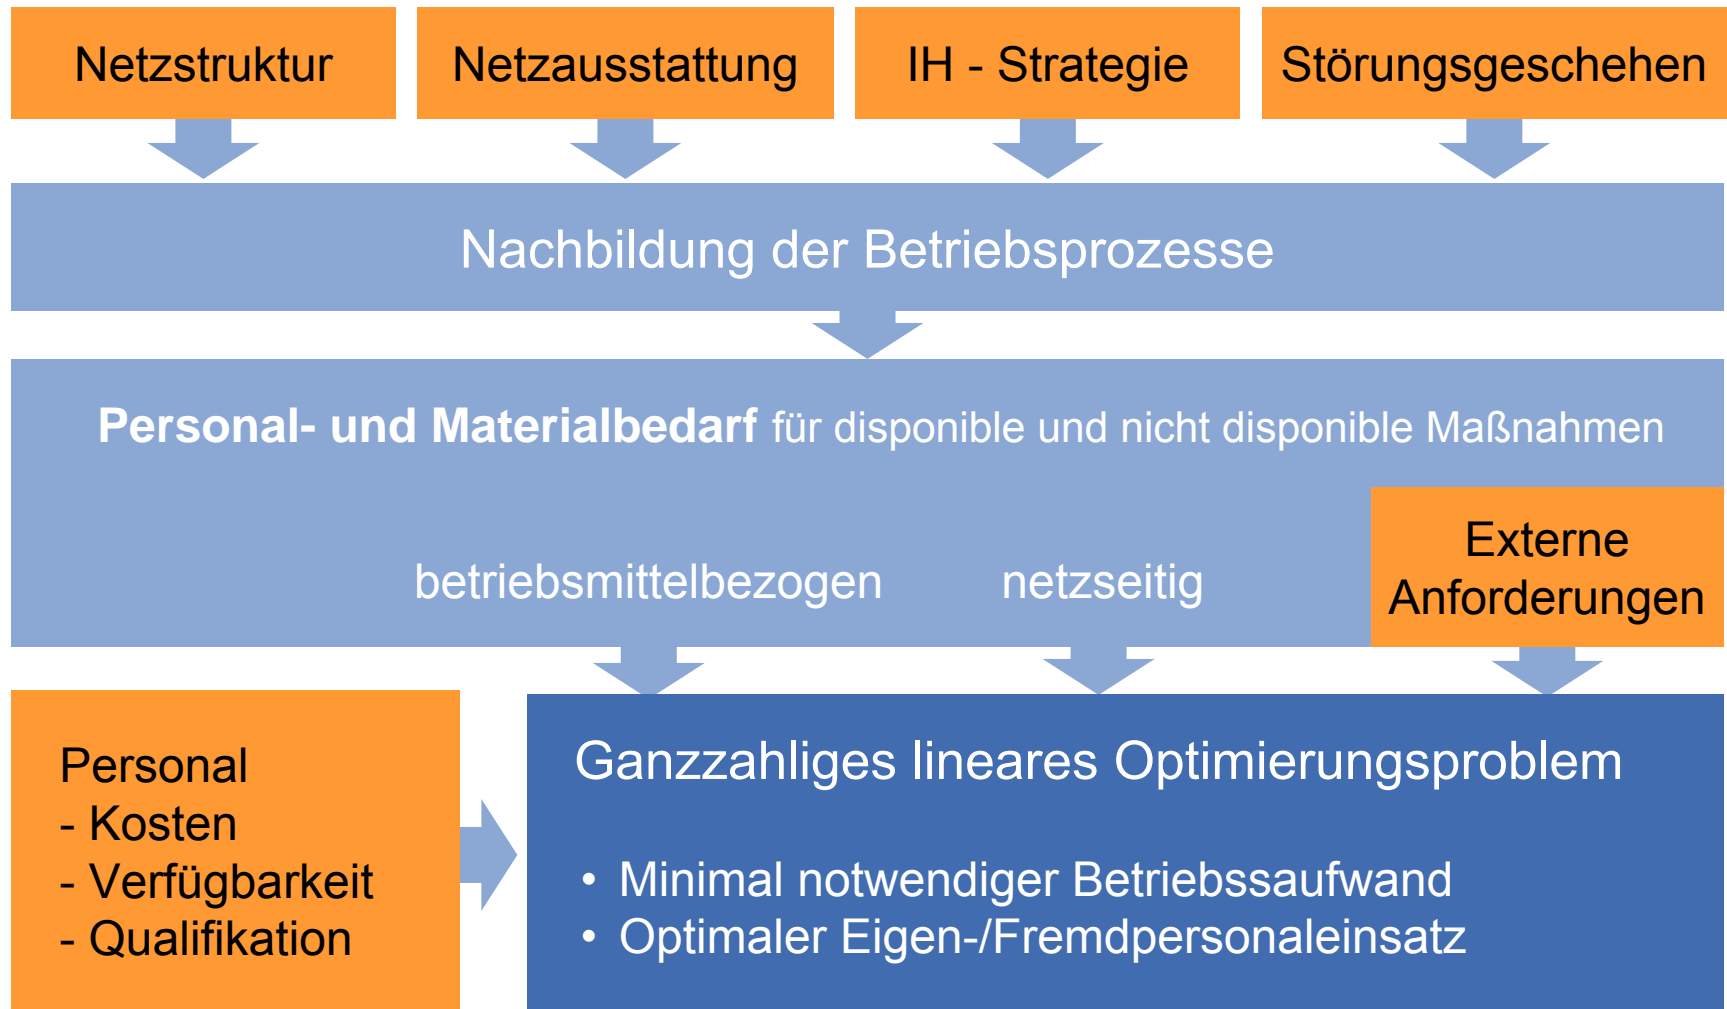 Netzstruktur
Netzausstattung
IH - Strategie
Störungsgeschehen
Nachbildung der Betriebsprozesse
Personal- und Materialbedarf für disponible und nicht disponible Maßnahmen
betriebsmittelbezogen
netzseitig
Externe
Anforderungen
Personal
- Kosten
- Verfügbarkeit
- Qualifikation
Ganzzahliges lineares Optimierungsproblem
• Minimal notwendiger Betriebssaufwand
• Optimaler Eigen-/Fremdpersonaleinsatz